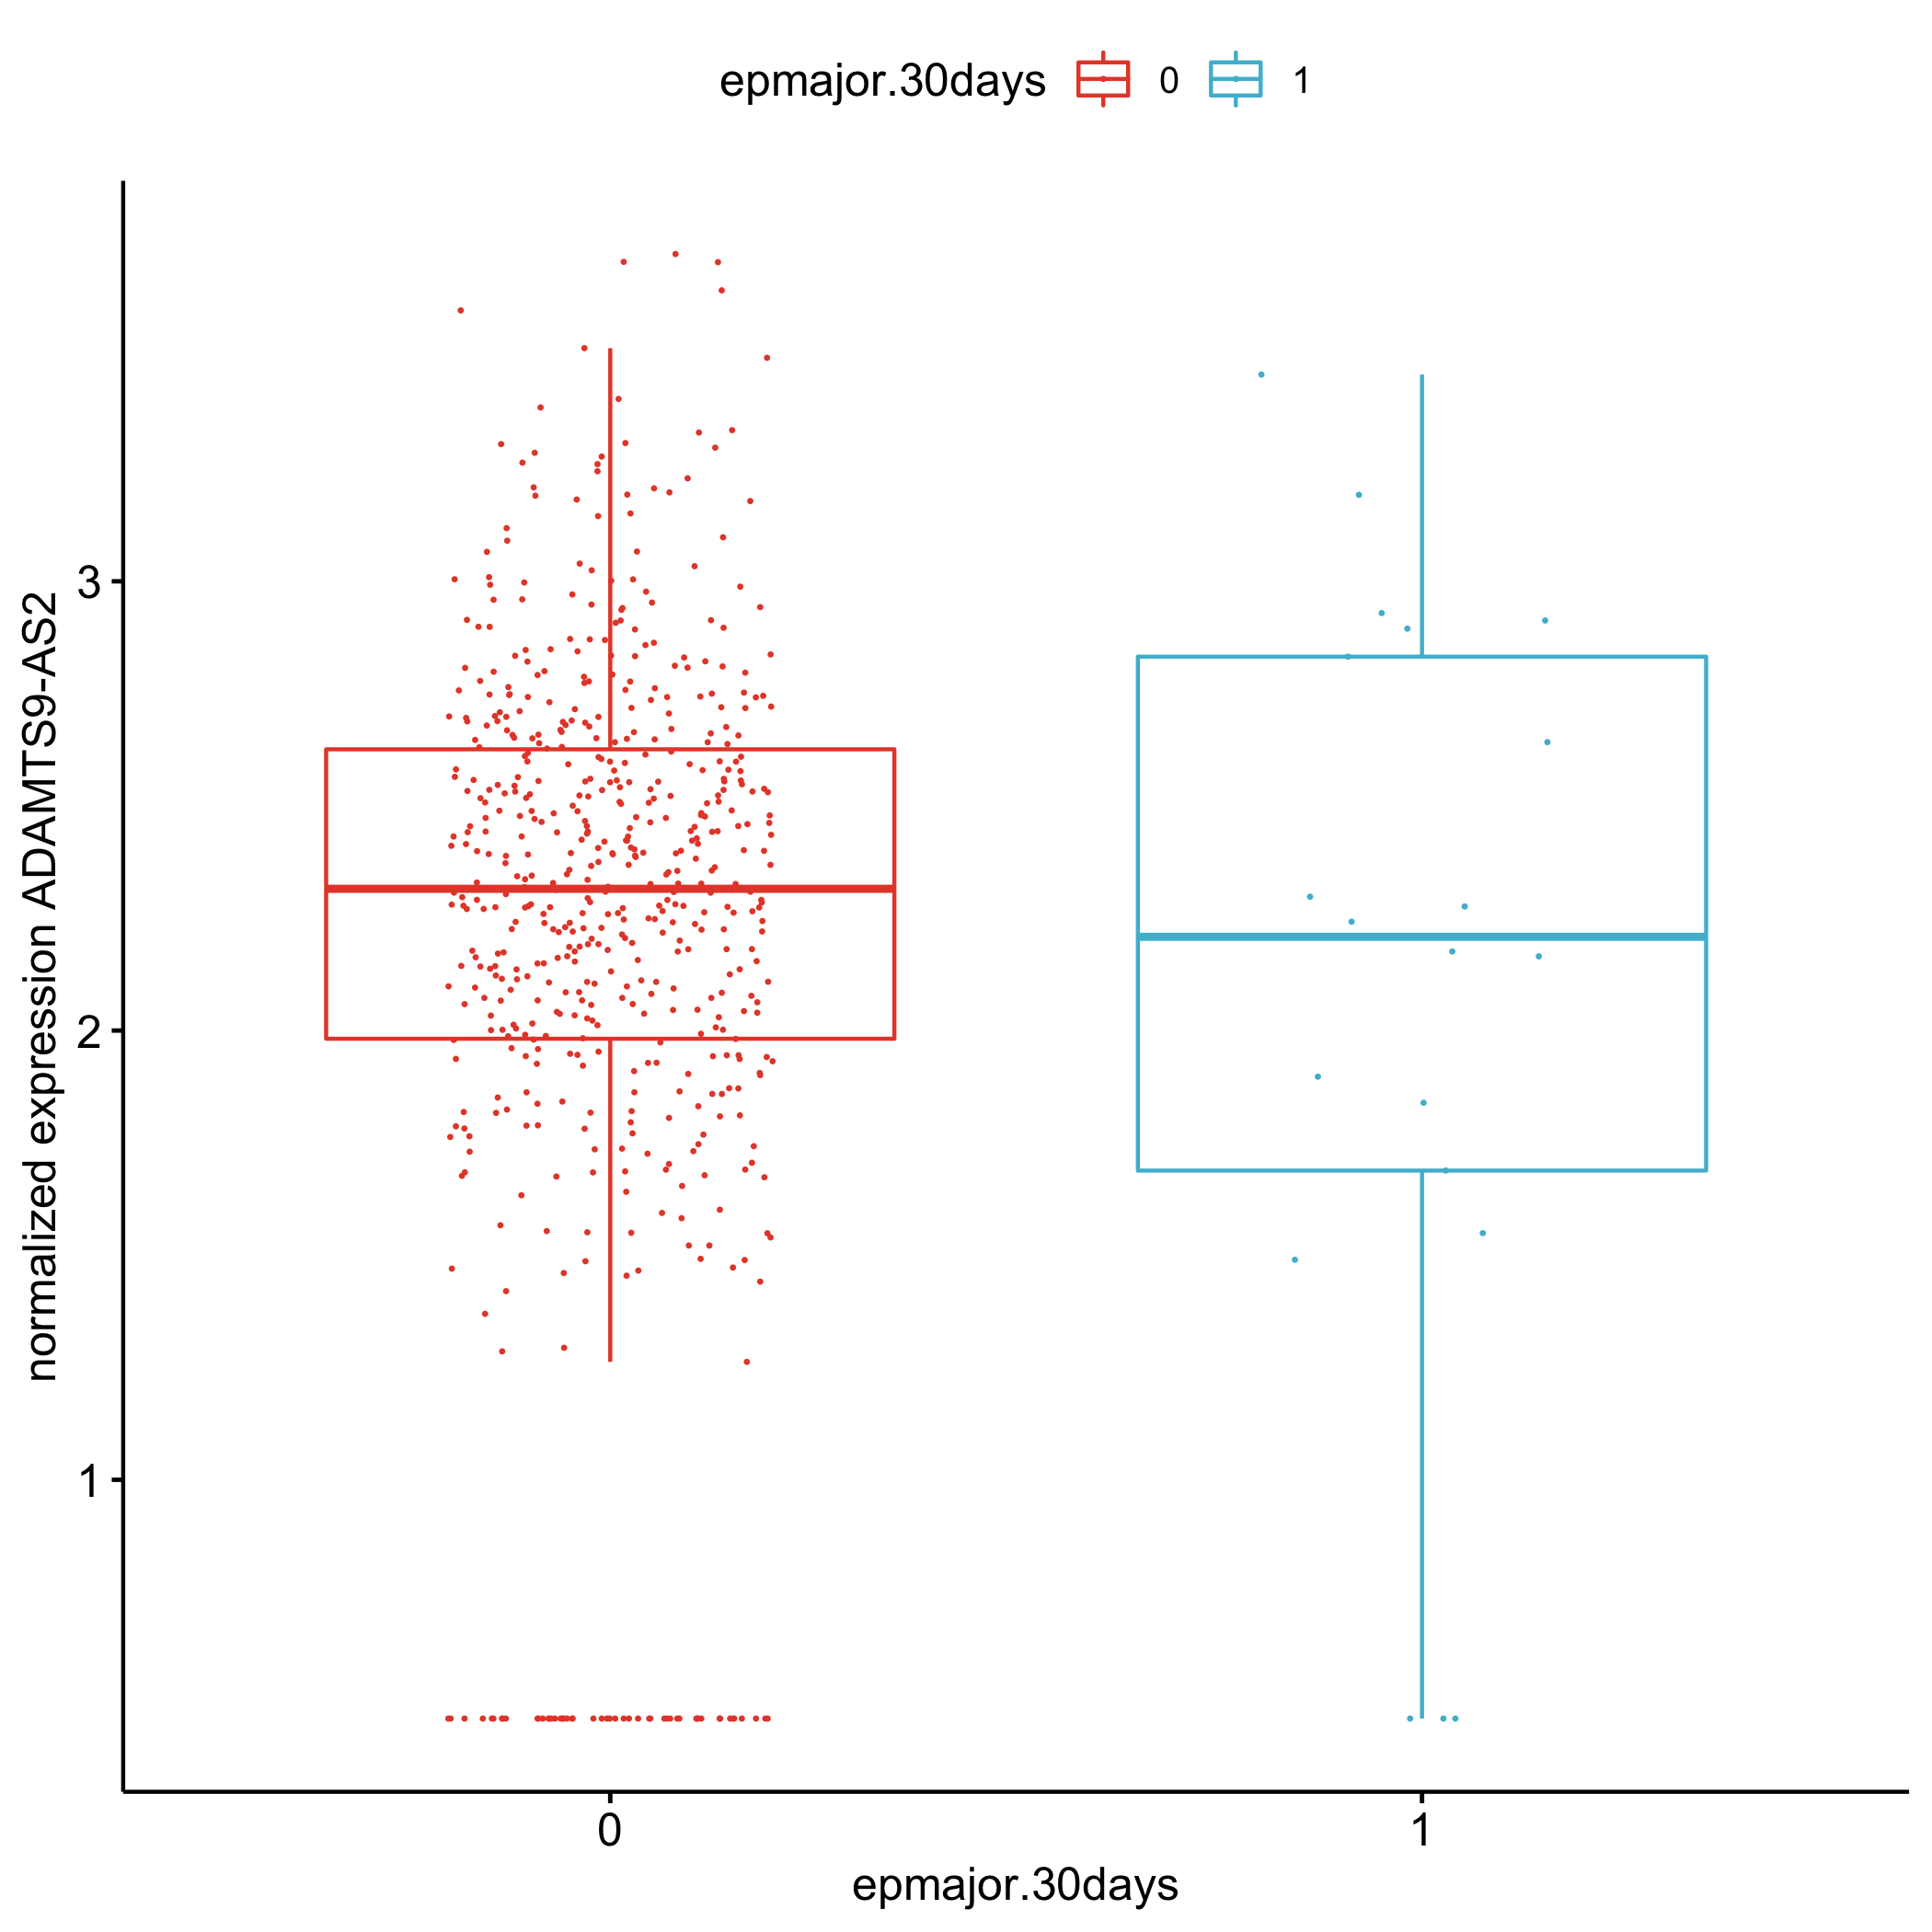 epmajor.30days 0 1
normalized expression ADAMTS9-AS2
3
2
1
0 1
epmajor.30days